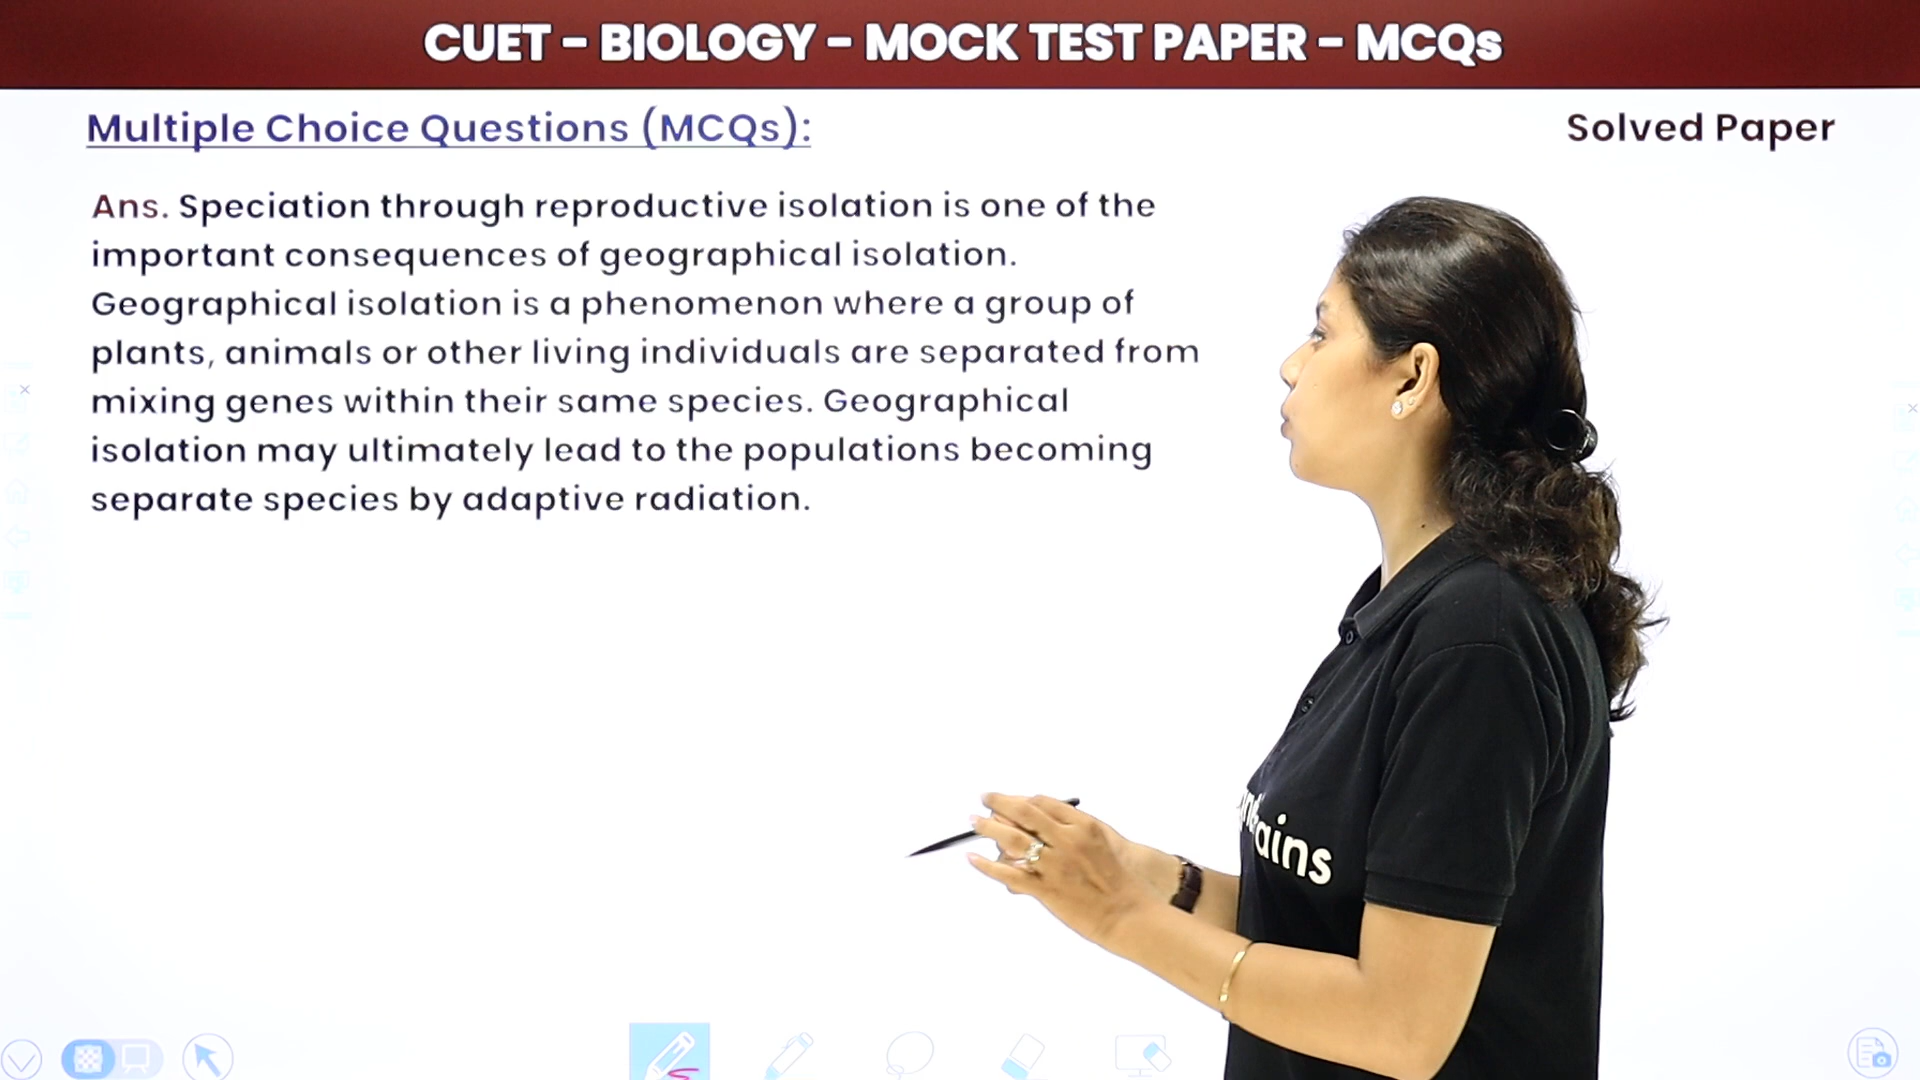 CUET - BIOLOGY - MOCK TEST PAPER - MCQs
Multiple Choice Questions (MCQs):
Solved Paper
Ans. Speciation through reproductive isolation is one of the
important consequences of geographical isolation.
Geographical isolation is a phenomenon where a group of
plants, animals or other living individuals are separated from
mixing genes within their same species. Geographical
isolation may ultimately lead to the populations becoming
separate species by adaptive radiation.